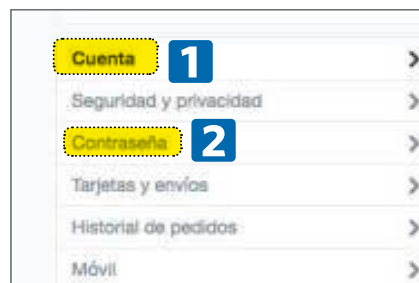 Cuenta 1
Seguridad y privacidad
Contraseña 2
Tarjetas y envíos
Historial de pedidos
Móvil